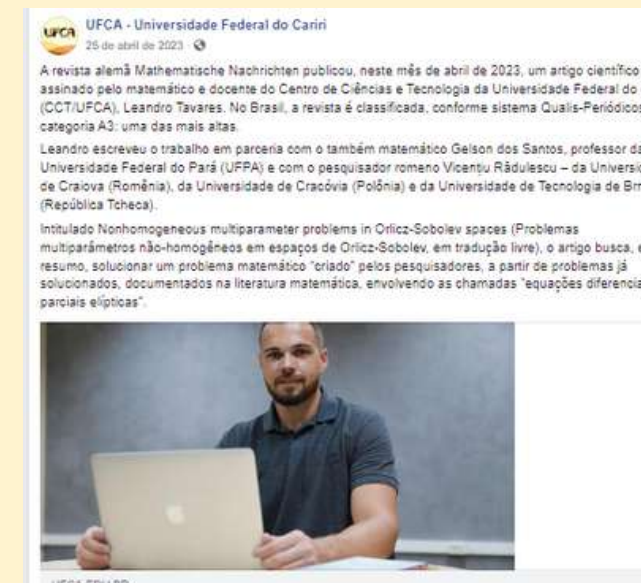 UFCA
UFCA - Universidade Federal do Cariri
25 de abril de 2023
A revista alemã Mathematische Nachrichten publicou, neste mês de abril de 2023, um artigo científico
assinado pelo matemático e docente do Centro de Ciências e Tecnologia da Universidade Federal do
(CCT/UFCA), Leandro Tavares. No Brasil, a revista é classificada, conforme sistema Qualis-Periódicos
categoria A3: uma das mais altas.
Leandro escreveu o trabalho em parceria com o também matemático Gelson dos Santos, professor da
Universidade Federal do Pará (UFPA) e com o pesquisador romeno Vicenţiu Rădulescu – da Universid
de Craiova (Romênia), da Universidade de Cracóvia (Polônia) e da Universidade de Tecnologia de Brn
(República Tcheca).
Intitulado Nonhomogeneous multiparameter problems in Orlicz-Sobolev spaces (Problemas
multiparâmetros não-homogêneos em espaços de Orlicz-Sobolev, em tradução livre), o artigo busca, e
resumo, solucionar um problema matemático "criado" pelos pesquisadores, a partir de problemas já
solucionados, documentados na literatura matemática, envolvendo as chamadas "equações diferencia
parciais elípticas".